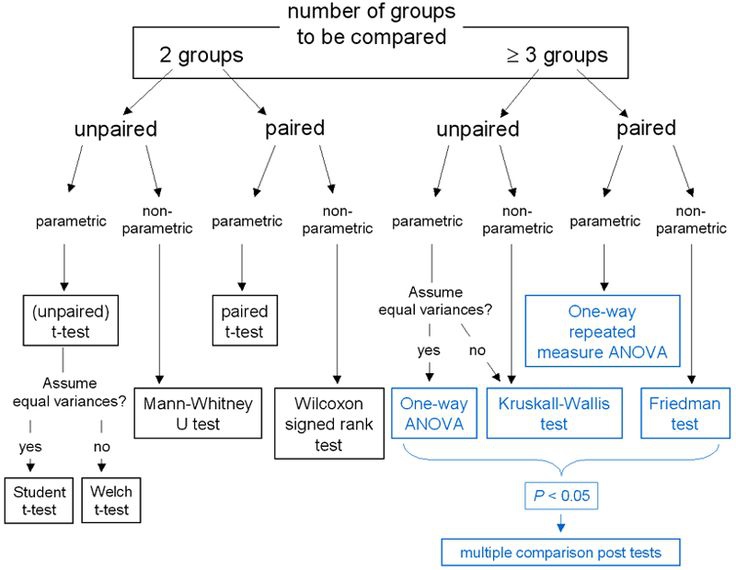 number of groups
to be compared
2 groups
≥ 3 groups
unpaired
paired
unpaired
paired
parametric
non-
parametric
parametric
non-
parametric
parametric
non-
parametric
parametric
non-
parametric
(unpaired)
t-test
paired
t-test
Assume
equal variances?
One-way
repeated
measure ANOVA
yes
no
Assume
equal variances?
Mann-Whitney
U test
Wilcoxon
signed rank
test
One-way
ANOVA
Kruskall-Wallis
test
Friedman
test
yes
no
Student
t-test
Welch
t-test
P < 0.05
multiple comparison post tests